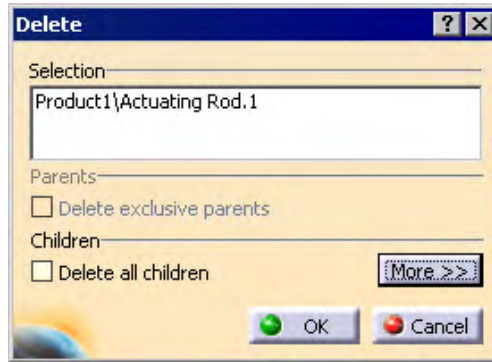 Delete
Selection
Product1\Actuating Rod.1
Parents
Delete exclusive parents
Children
Delete all children
More >>
OK
Cancel